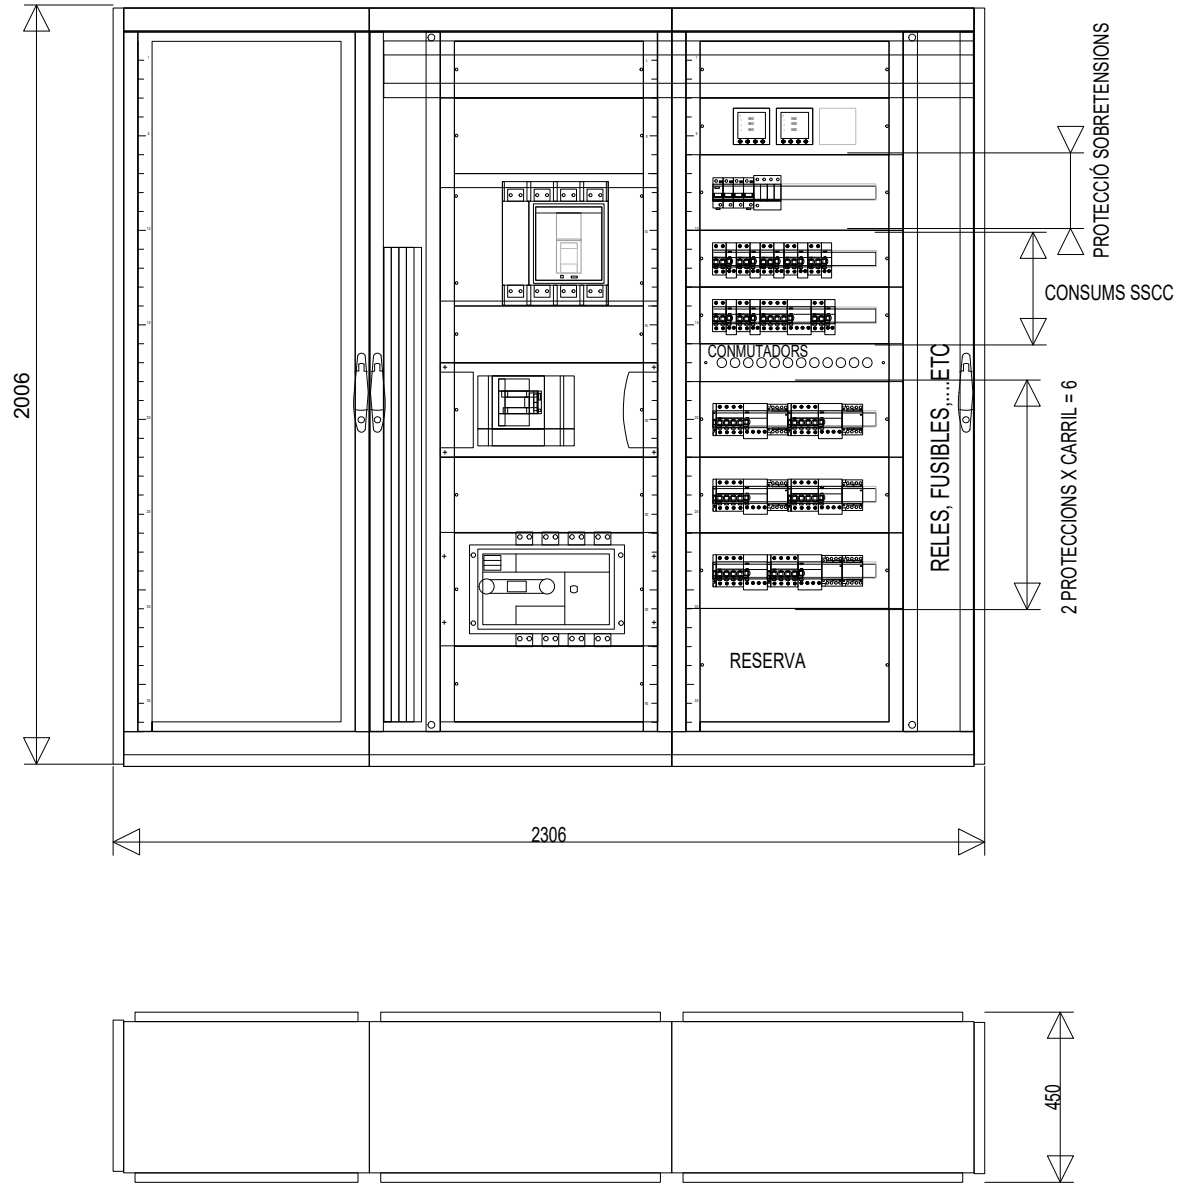 PROTECCIÓ SOBRETENSIONS
CONSUMS SSCC
CONMUTADORS
RELES, FUSIBLES,....ETC
2 PROTECCIONS X CARRIL = 6
RESERVA
2006
2306
450